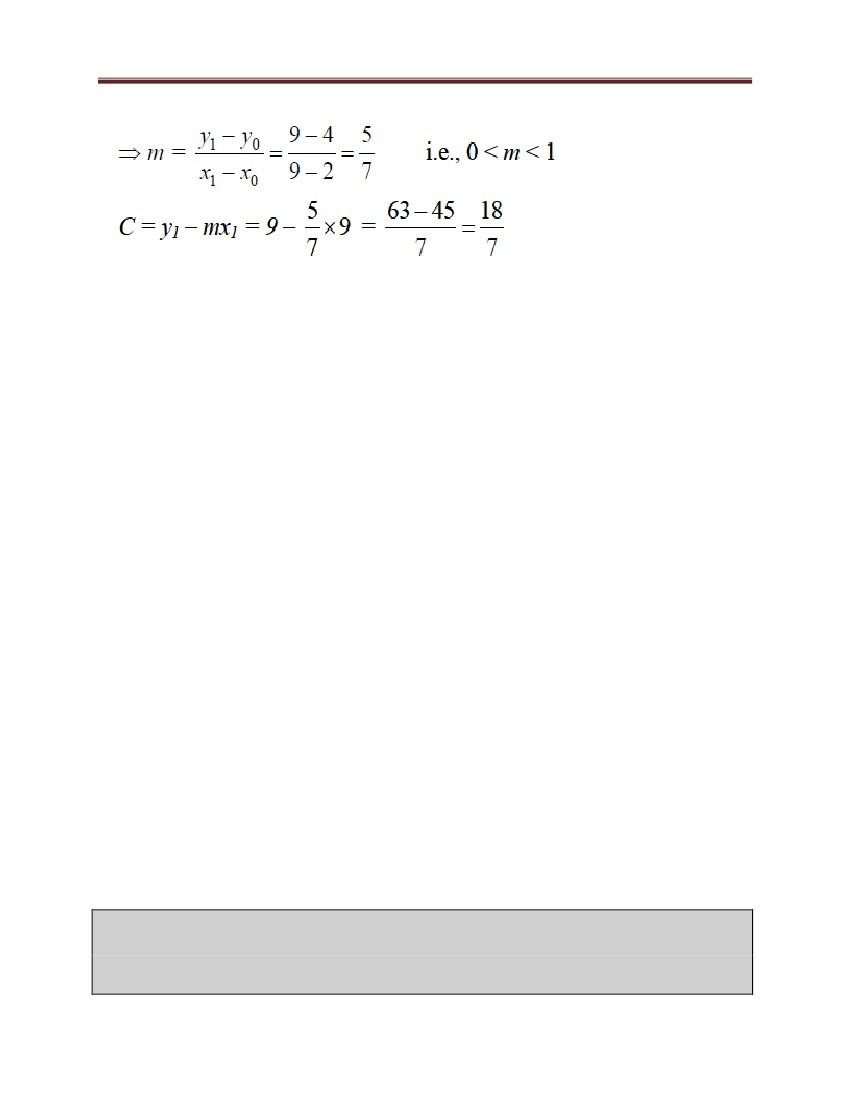 ⇒ m = (y₁ – y₀)/(x₁ – x₀) = (9 – 4)/(9 – 2) = 5/7 i.e., 0 < m < 1
C = y₁ – mx₁ = 9 – 5/7 × 9 = (63 – 45)/7 = 18/7